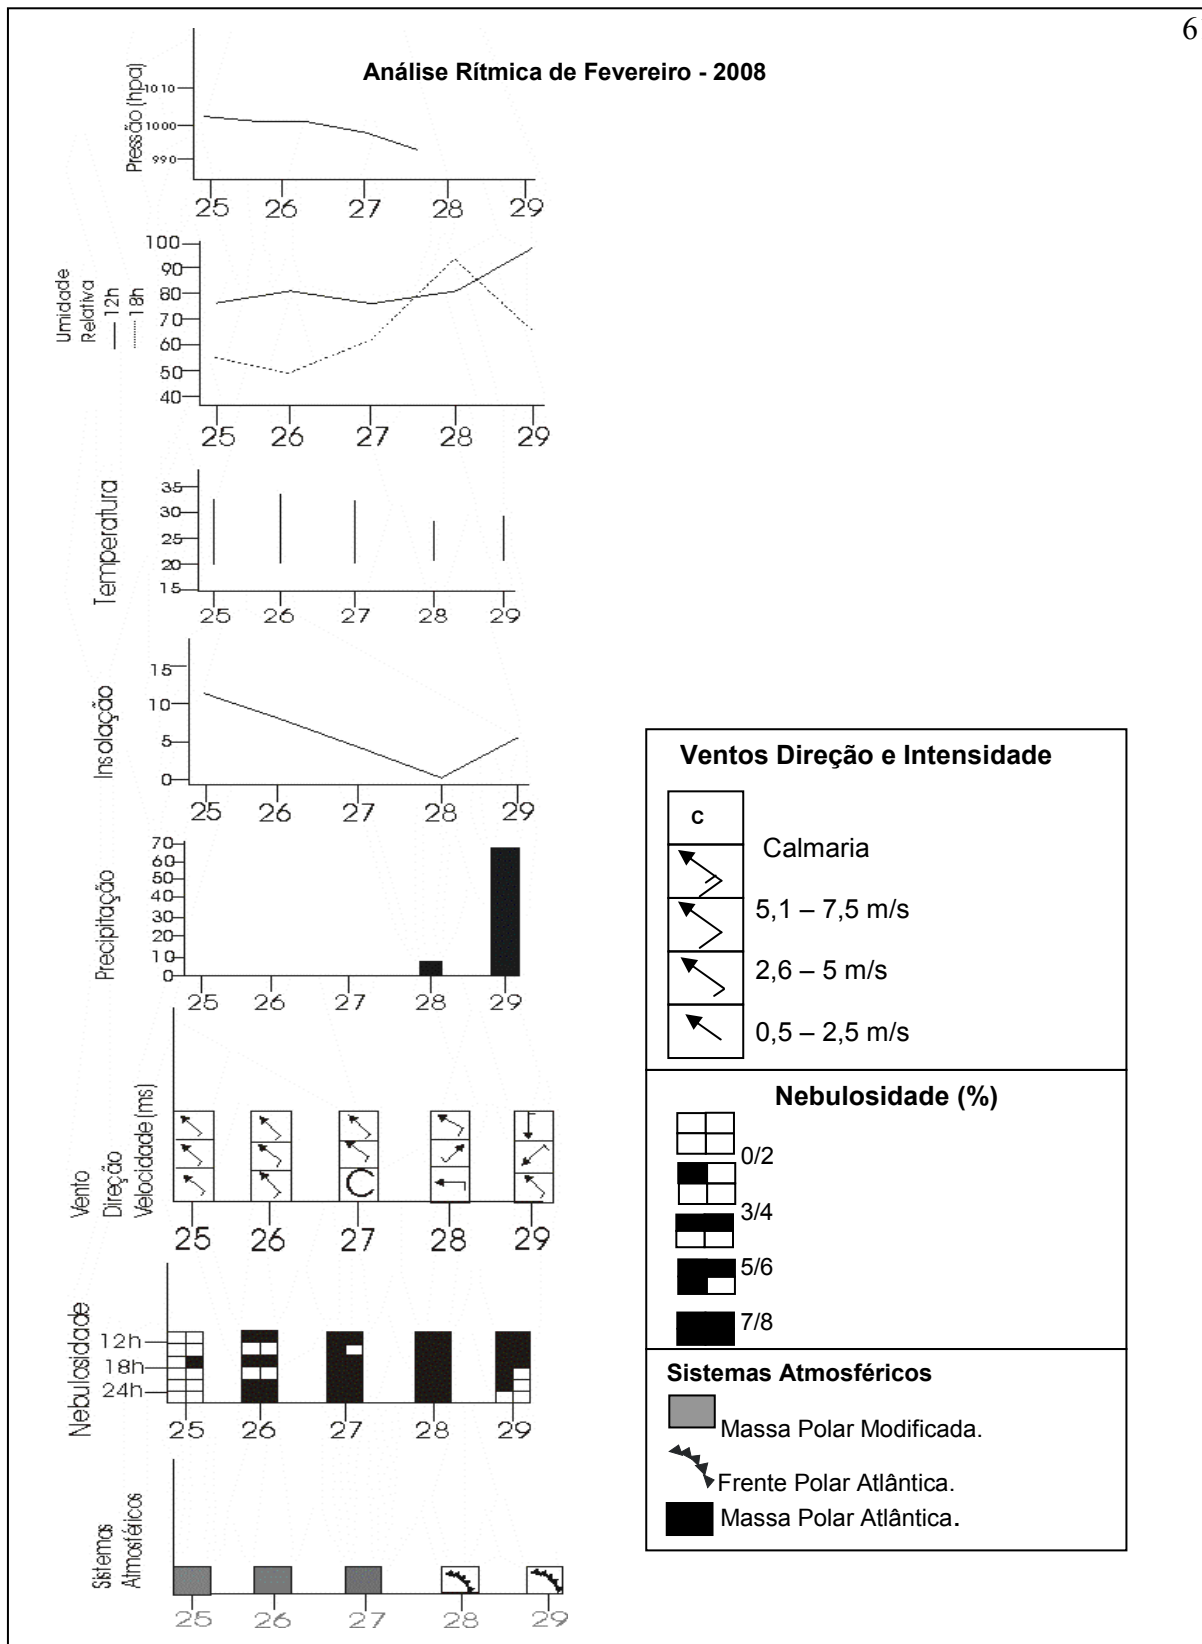 6
Análise Rítmica de Fevereiro - 2008
Pressão (hpa)
1010
1000
990
25 26 27 28 29
Umidade
Relativa
12h
18h
100
90
80
70
60
50
40
25 26 27 28 29
Temperatura
35
30
25
20
15
25 26 27 28 29
Insolação
15
10
5
0
25 26 27 28 29
Precipitação
70
60
50
40
30
20
10
0
25 26 27 28 29
Vento
Direção
Velocidade (ms)
C
25 26 27 28 29
Nebulosidade
12h
18h
24h
25 26 27 28 29
Sistemas
Atmosféricos
25 26 27 28 29
Ventos Direção e Intensidade
C
Calmaria
5,1 – 7,5 m/s
2,6 – 5 m/s
0,5 – 2,5 m/s
Nebulosidade (%)
0/2
3/4
5/6
7/8
Sistemas Atmosféricos
Massa Polar Modificada.
Frente Polar Atlântica.
Massa Polar Atlântica.